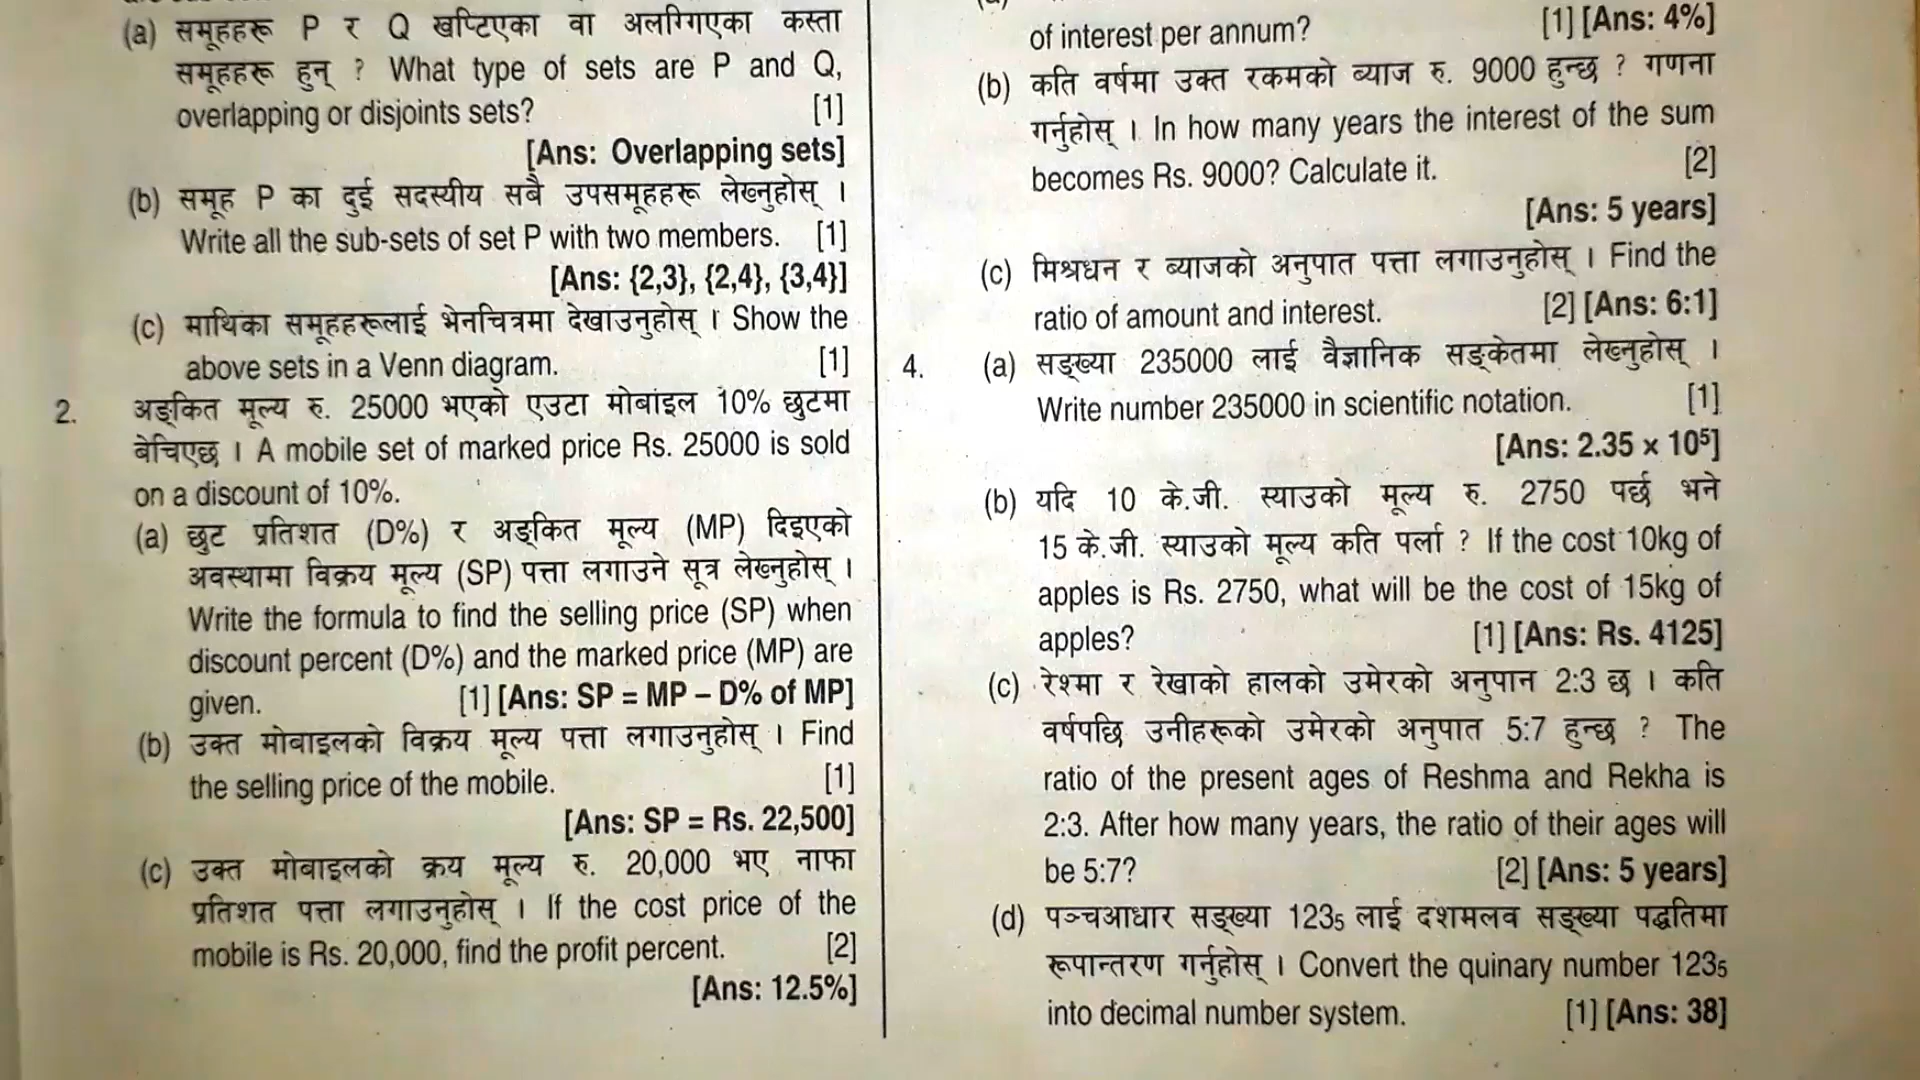 (a) समूहहरू P र Q खप्टिएका वा अलग्गिएका कस्ता
समूहहरू हुन् ? What type of sets are P and Q,
overlapping or disjoints sets? [1]
[Ans: Overlapping sets]
(b) समूह P का दुई सदस्यीय सबै उपसमूहहरू लेख्नुहोस् ।
Write all the sub-sets of set P with two members. [1]
[Ans: {2,3}, {2,4}, {3,4}]
(c) माथिका समूहहरूलाई भेनचित्रमा देखाउनुहोस् । Show the
above sets in a Venn diagram. [1]
2. अङ्कित मूल्य रु. 25000 भएको एउटा मोबाइल 10% छुटमा
बेचिएछ । A mobile set of marked price Rs. 25000 is sold
on a discount of 10%.
(a) छुट प्रतिशत (D%) र अङ्कित मूल्य (MP) दिइएको
अवस्थामा विक्रय मूल्य (SP) पत्ता लगाउने सूत्र लेख्नुहोस् ।
Write the formula to find the selling price (SP) when
discount percent (D%) and the marked price (MP) are
given. [1] [Ans: SP = MP – D% of MP]
(b) उक्त मोवाइलको विक्रय मूल्य पत्ता लगाउनुहोस् । Find
the selling price of the mobile. [1]
[Ans: SP = Rs. 22,500]
(c) उक्त मोबाइलको क्रय मूल्य रु. 20,000 भए नाफा
प्रतिशत पत्ता लगाउनुहोस् । If the cost price of the
mobile is Rs. 20,000, find the profit percent. [2]
[Ans: 12.5%]
of interest per annum? [1] [Ans: 4%]
(b) कति वर्षमा उक्त रकमको ब्याज रु. 9000 हुन्छ ? गणना
गर्नुहोस् । In how many years the interest of the sum
becomes Rs. 9000? Calculate it. [2]
[Ans: 5 years]
(c) मिश्रधन र ब्याजको अनुपात पत्ता लगाउनुहोस् । Find the
ratio of amount and interest. [2] [Ans: 6:1]
4. (a) सङ्ख्या 235000 लाई वैज्ञानिक सङ्केतमा लेख्नुहोस् ।
Write number 235000 in scientific notation. [1]
[Ans: 2.35 x 10⁵]
(b) यदि 10 के.जी. स्याउको मूल्य रु. 2750 पर्छ भने
15 के.जी. स्याउको मूल्य कति पर्ला ? If the cost 10kg of
apples is Rs. 2750, what will be the cost of 15kg of
apples? [1] [Ans: Rs. 4125]
(c) रेश्मा र रेखाको हालको उमेरको अनुपान 2:3 छ । कति
वर्षपछि उनीहरूको उमेरको अनुपात 5:7 हुन्छ ? The
ratio of the present ages of Reshma and Rekha is
2:3. After how many years, the ratio of their ages will
be 5:7? [2] [Ans: 5 years]
(d) पञ्चआधार सङ्ख्या 123₅ लाई दशमलव सङ्ख्या पद्धतिमा
रूपान्तरण गर्नुहोस् । Convert the quinary number 123₅
into decimal number system. [1] [Ans: 38]